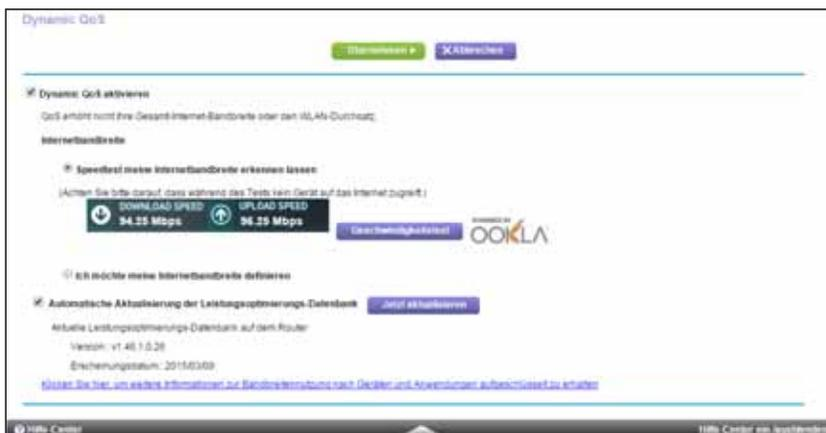 Dynamic QoS
Übernehmen
Abbrechen
Dynamic QoS aktivieren
QoS erhöht nicht Ihre Gesamt-Internet-Bandbreite oder den WLAN-Durchsatz.
Internetbandbreite
Speedtest meine Internetbandbreite erkennen lassen
(Achten Sie bitte darauf, dass während des Tests kein Gerät auf das Internet zugreift.)
DOWNLOAD SPEED UPLOAD SPEED
94.25 Mbps 96.25 Mbps
Geschwindigkeitstest
POWERED BY
OOKLA
Ich möchte meine Internetbandbreite definieren
Automatische Aktualisierung der Leistungsoptimierungs-Datenbank Jetzt aktualisieren
Aktuelle Leistungsoptimierungs-Datenbank auf dem Router
Version: v1.46.1.0.26
Erscheinungsdatum: 2015/03/09
Klicken Sie hier, um weitere Informationen zur Bandbreitennutzung nach Geräten und Anwendungen aufgeschlüsselt zu erhalten
Hilfe-Center Hilfe-Center ein-/ausblenden